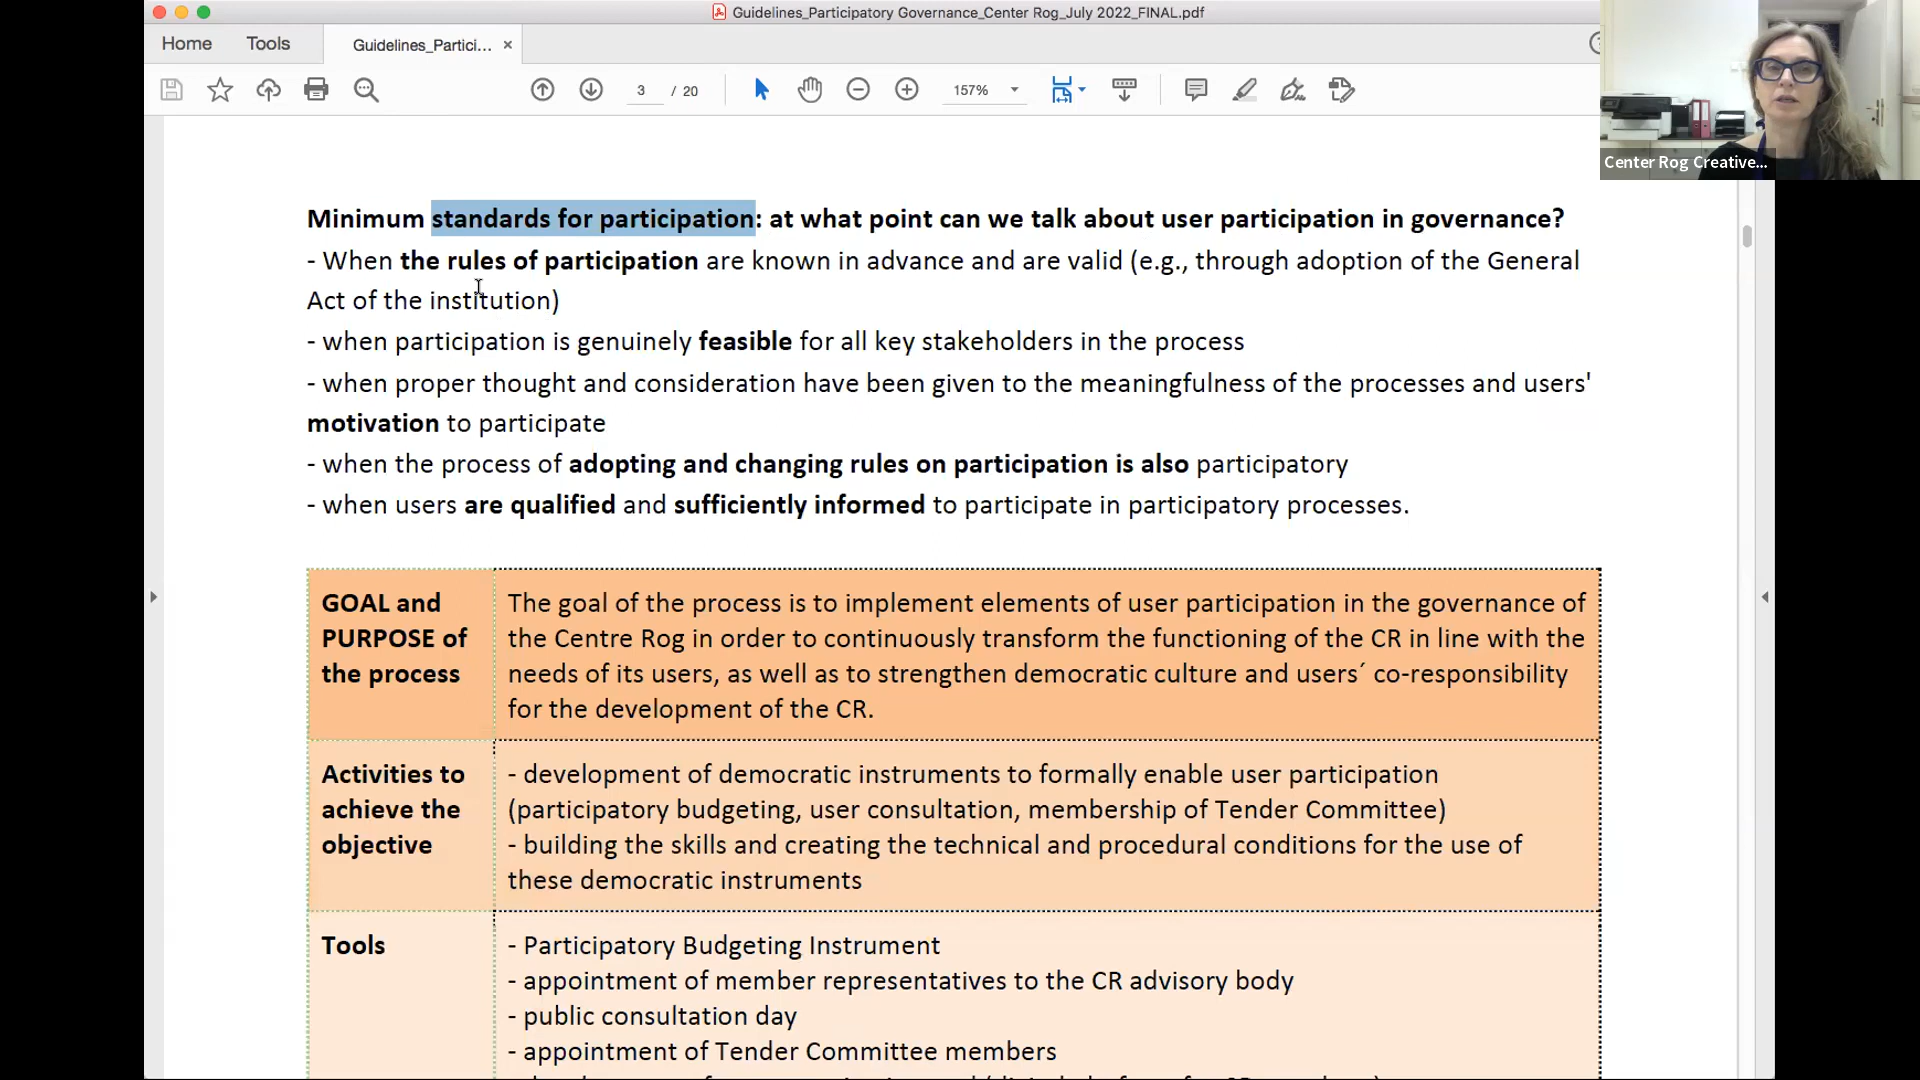 Guidelines_Participatory Governance_Center Rog_July 2022_FINAL.pdf
Home
Tools
Guidelines_Partici...
3 / 20
157%
Center Rog Creative...
Minimum standards for participation: at what point can we talk about user participation in governance?
- When the rules of participation are known in advance and are valid (e.g., through adoption of the General
Act of the institution)
- when participation is genuinely feasible for all key stakeholders in the process
- when proper thought and consideration have been given to the meaningfulness of the processes and users'
motivation to participate
- when the process of adopting and changing rules on participation is also participatory
- when users are qualified and sufficiently informed to participate in participatory processes.
GOAL and
PURPOSE of
the process
The goal of the process is to implement elements of user participation in the governance of
the Centre Rog in order to continuously transform the functioning of the CR in line with the
needs of its users, as well as to strengthen democratic culture and users´ co-responsibility
for the development of the CR.
Activities to
achieve the
objective
- development of democratic instruments to formally enable user participation
(participatory budgeting, user consultation, membership of Tender Committee)
- building the skills and creating the technical and procedural conditions for the use of
these democratic instruments
Tools
- Participatory Budgeting Instrument
- appointment of member representatives to the CR advisory body
- public consultation day
- appointment of Tender Committee members